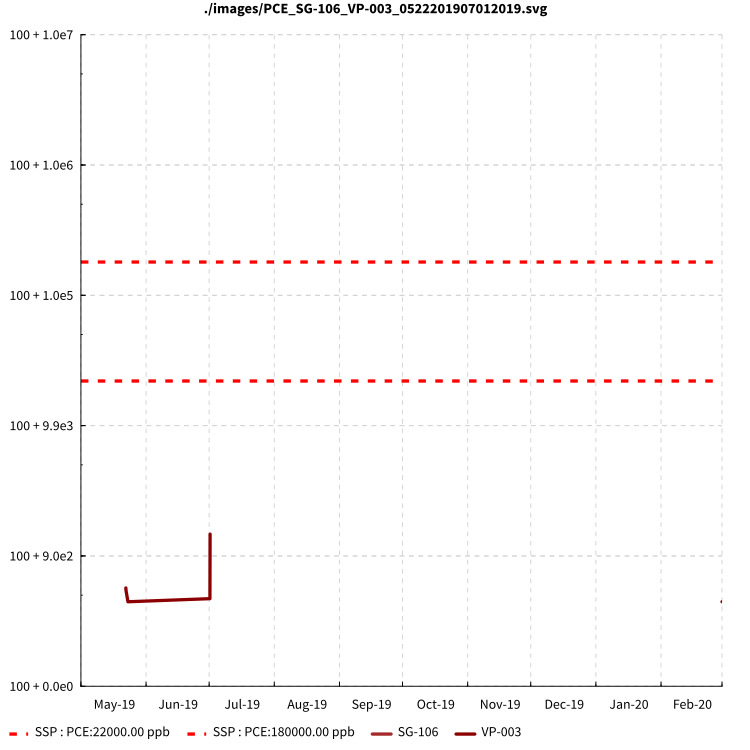 ./images/PCE_SG-106_VP-003_0522201907012019.svg
100 + 1.0e7
100 + 1.0e6
100 + 1.0e5
100 + 9.9e3
100 + 9.0e2
100 + 0.0e0
May-19 Jun-19 Jul-19 Aug-19 Sep-19 Oct-19 Nov-19 Dec-19 Jan-20 Feb-20
SSP : PCE:22000.00 ppb SSP : PCE:180000.00 ppb SG-106 VP-003